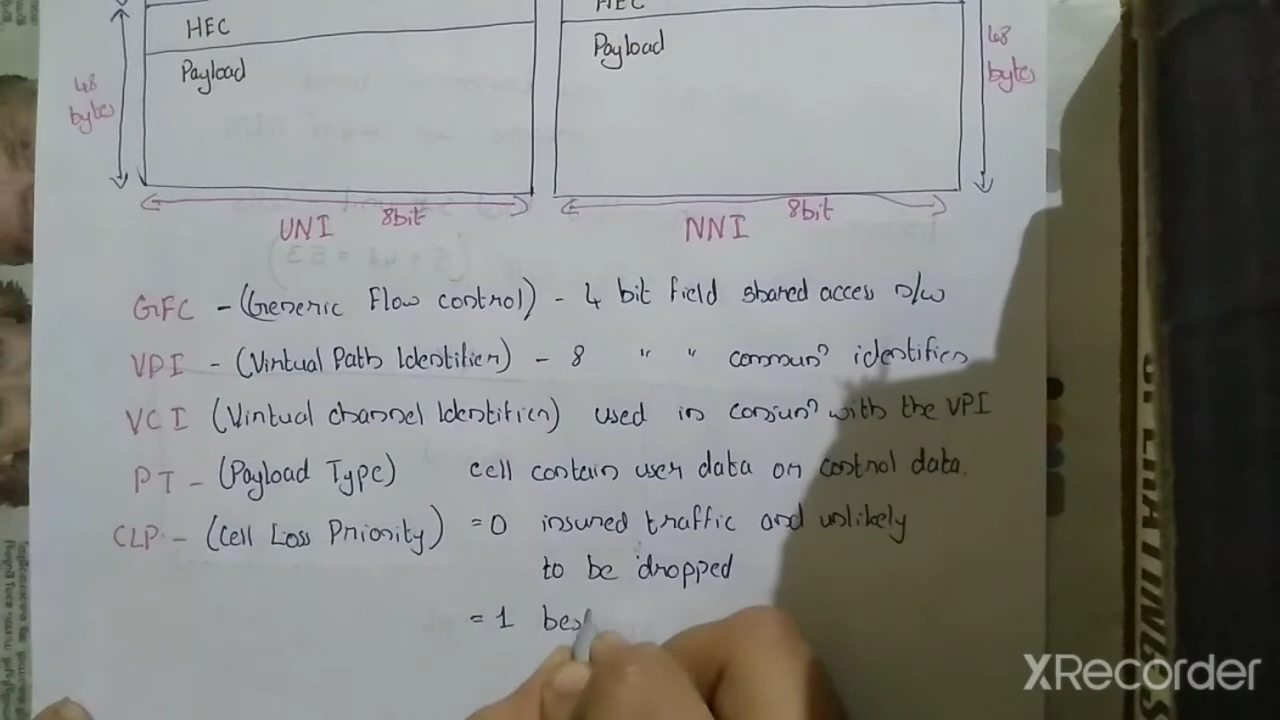 HEC
HEC
Payload
Payload
48
bytes
48
bytes
UNI 8bit
NNI 8bit
GFC - (Generic Flow control) - 4 bit field shared access n/w
VPI - (Virtual Path Identifier) - 8 " " commun? identifies
VCI (Virtual channel Identifier) used in conjun? with the VPI
PT - (Payload Type) cell contain user data or control data.
CLP - (Cell Loss Priority) = 0 insured traffic and unlikely
to be dropped
= 1 best
XRecorder